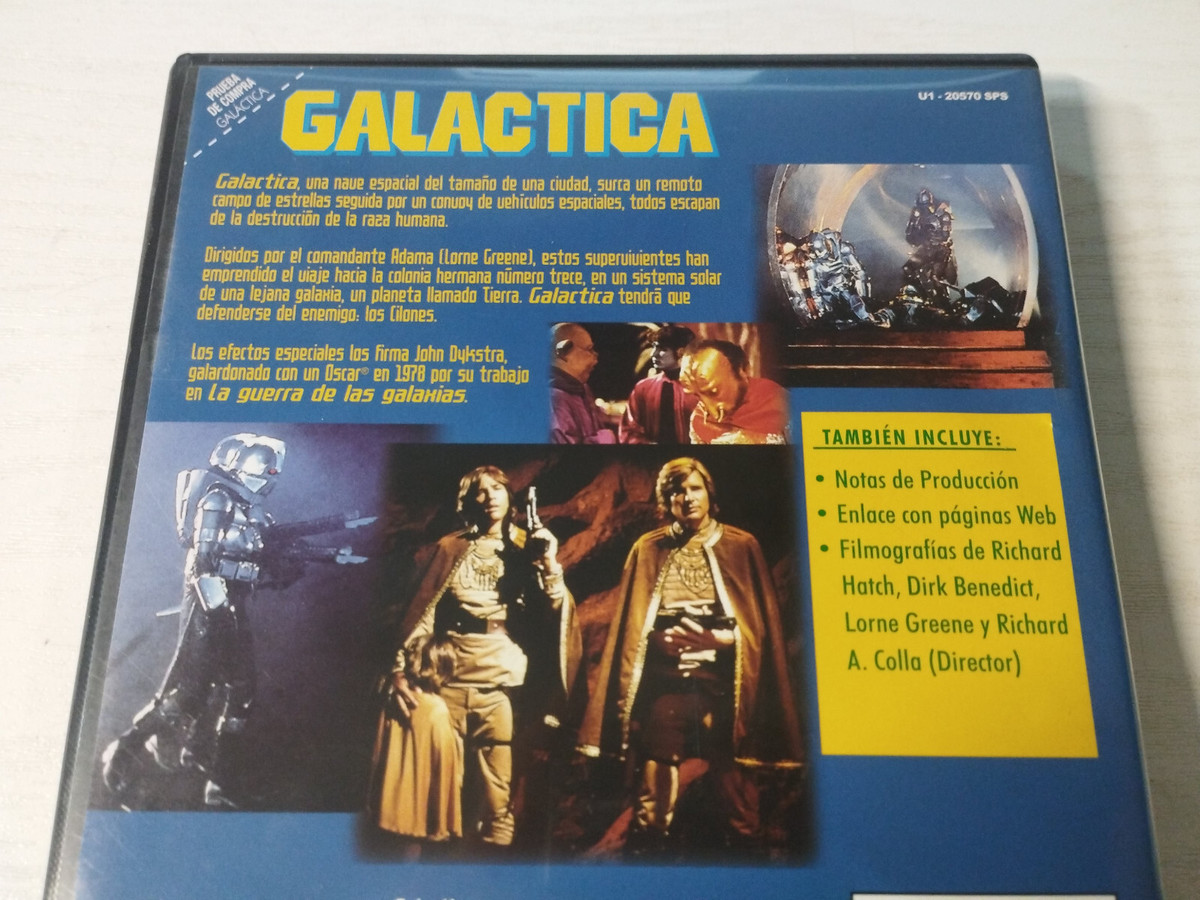 PRUEBA
DE COMPRA
GALACTICA
GALACTICA
U1 - 20570 SPS
Galactica, una nave espacial del tamaño de una ciudad, surca un remoto
campo de estrellas seguida por un convoy de vehículos espaciales, todos escapan
de la destrucción de la raza humana.
Dirigidos por el comandante Adama (Lorne Greene), estos supervivientes han
emprendido el viaje hacia la colonia hermana número trece, en un sistema solar
de una lejana galaxia, un planeta llamado Tierra. Galactica tendrá que
defenderse del enemigo: los Cilones.
Los efectos especiales los firma John Dykstra,
galardonado con un Oscar® en 1978 por su trabajo
en La guerra de las galaxias.
TAMBIÉN INCLUYE:
• Notas de Producción
• Enlace con páginas Web
• Filmografías de Richard
Hatch, Dirk Benedict,
Lorne Greene y Richard
A. Colla (Director)